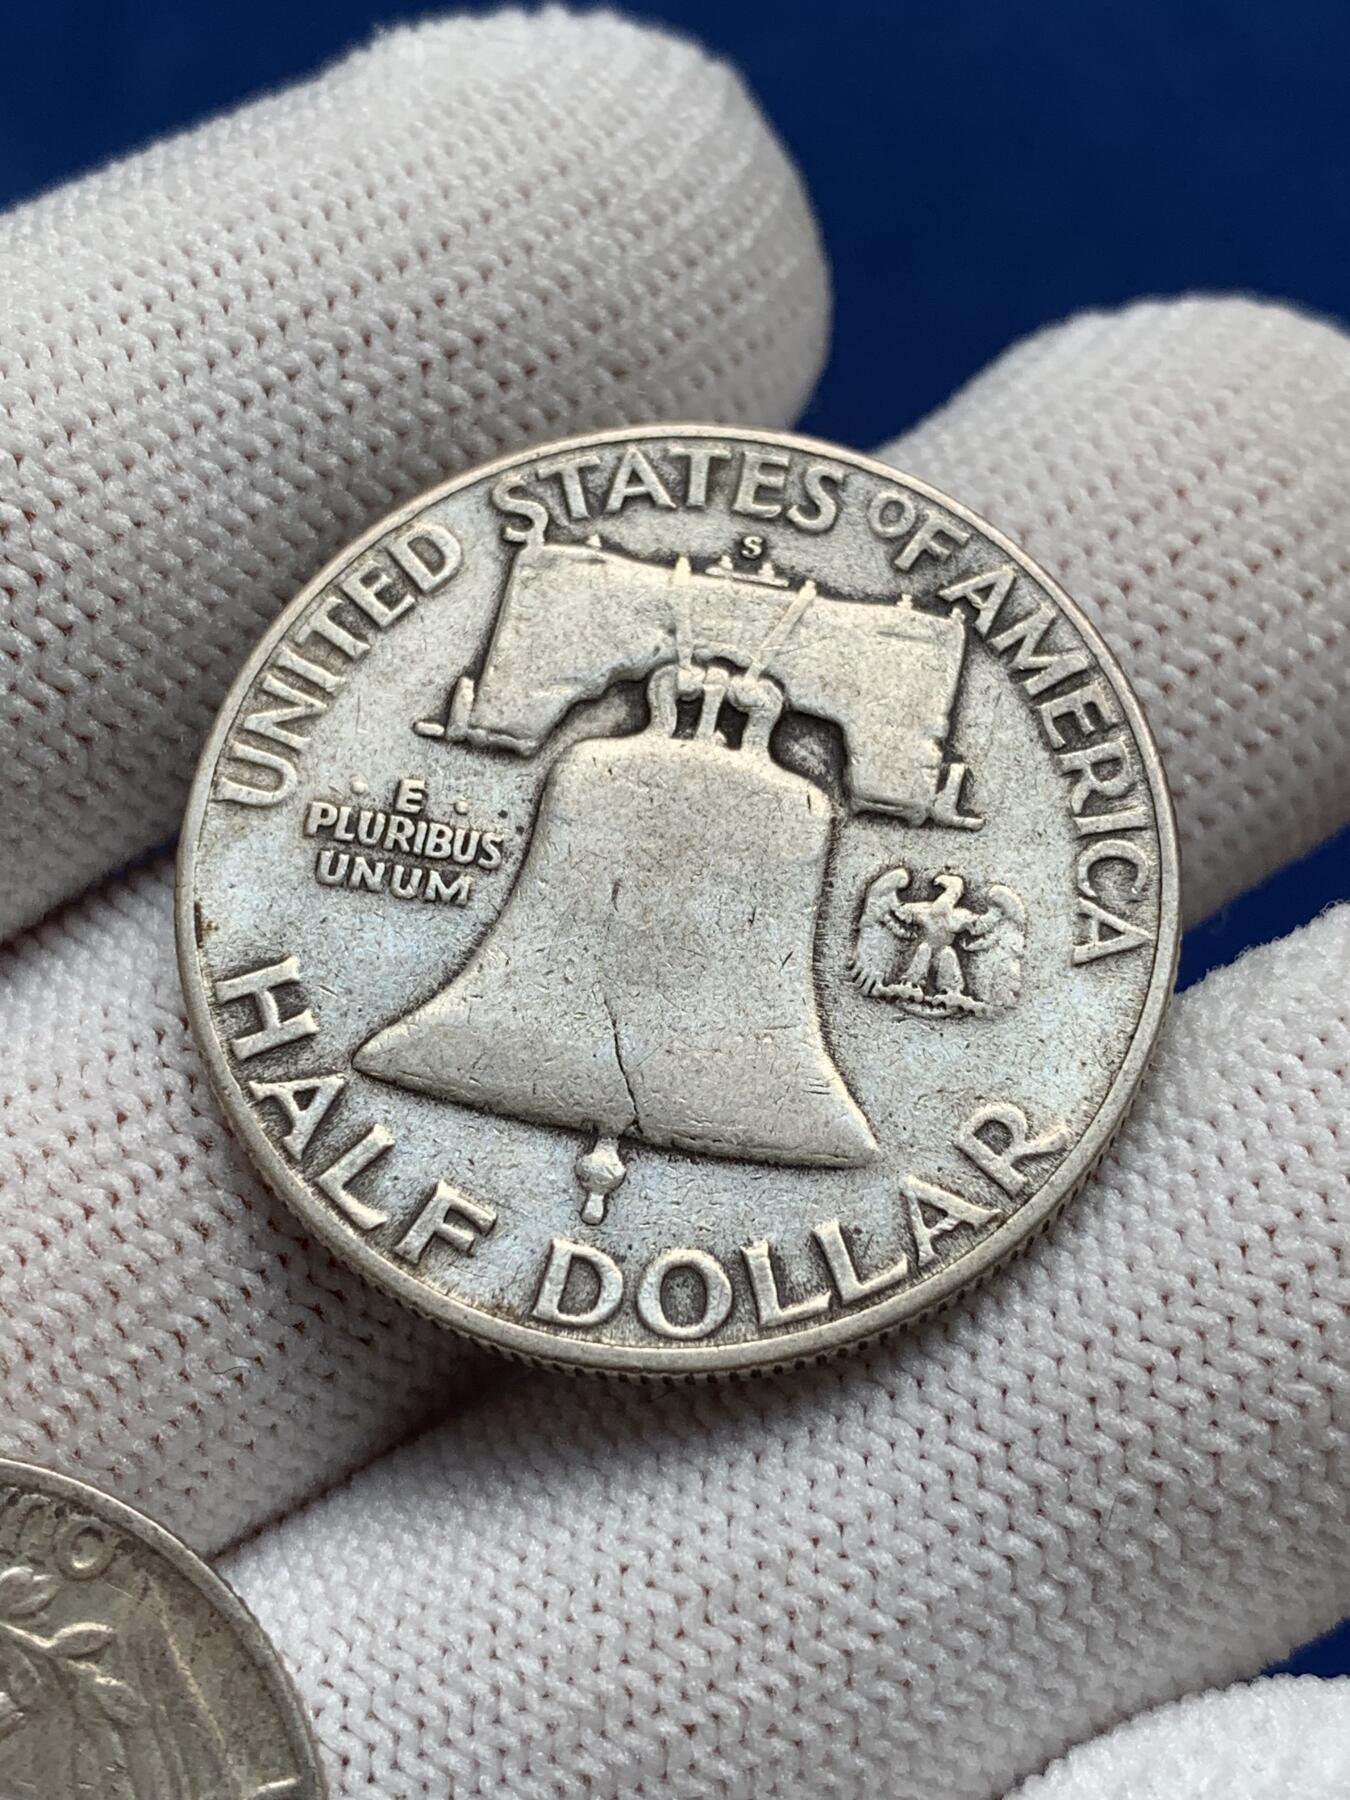 UNITED STATES OF AMERICA
S
· E ·
PLURIBUS
UNUM
HALF DOLLAR
O